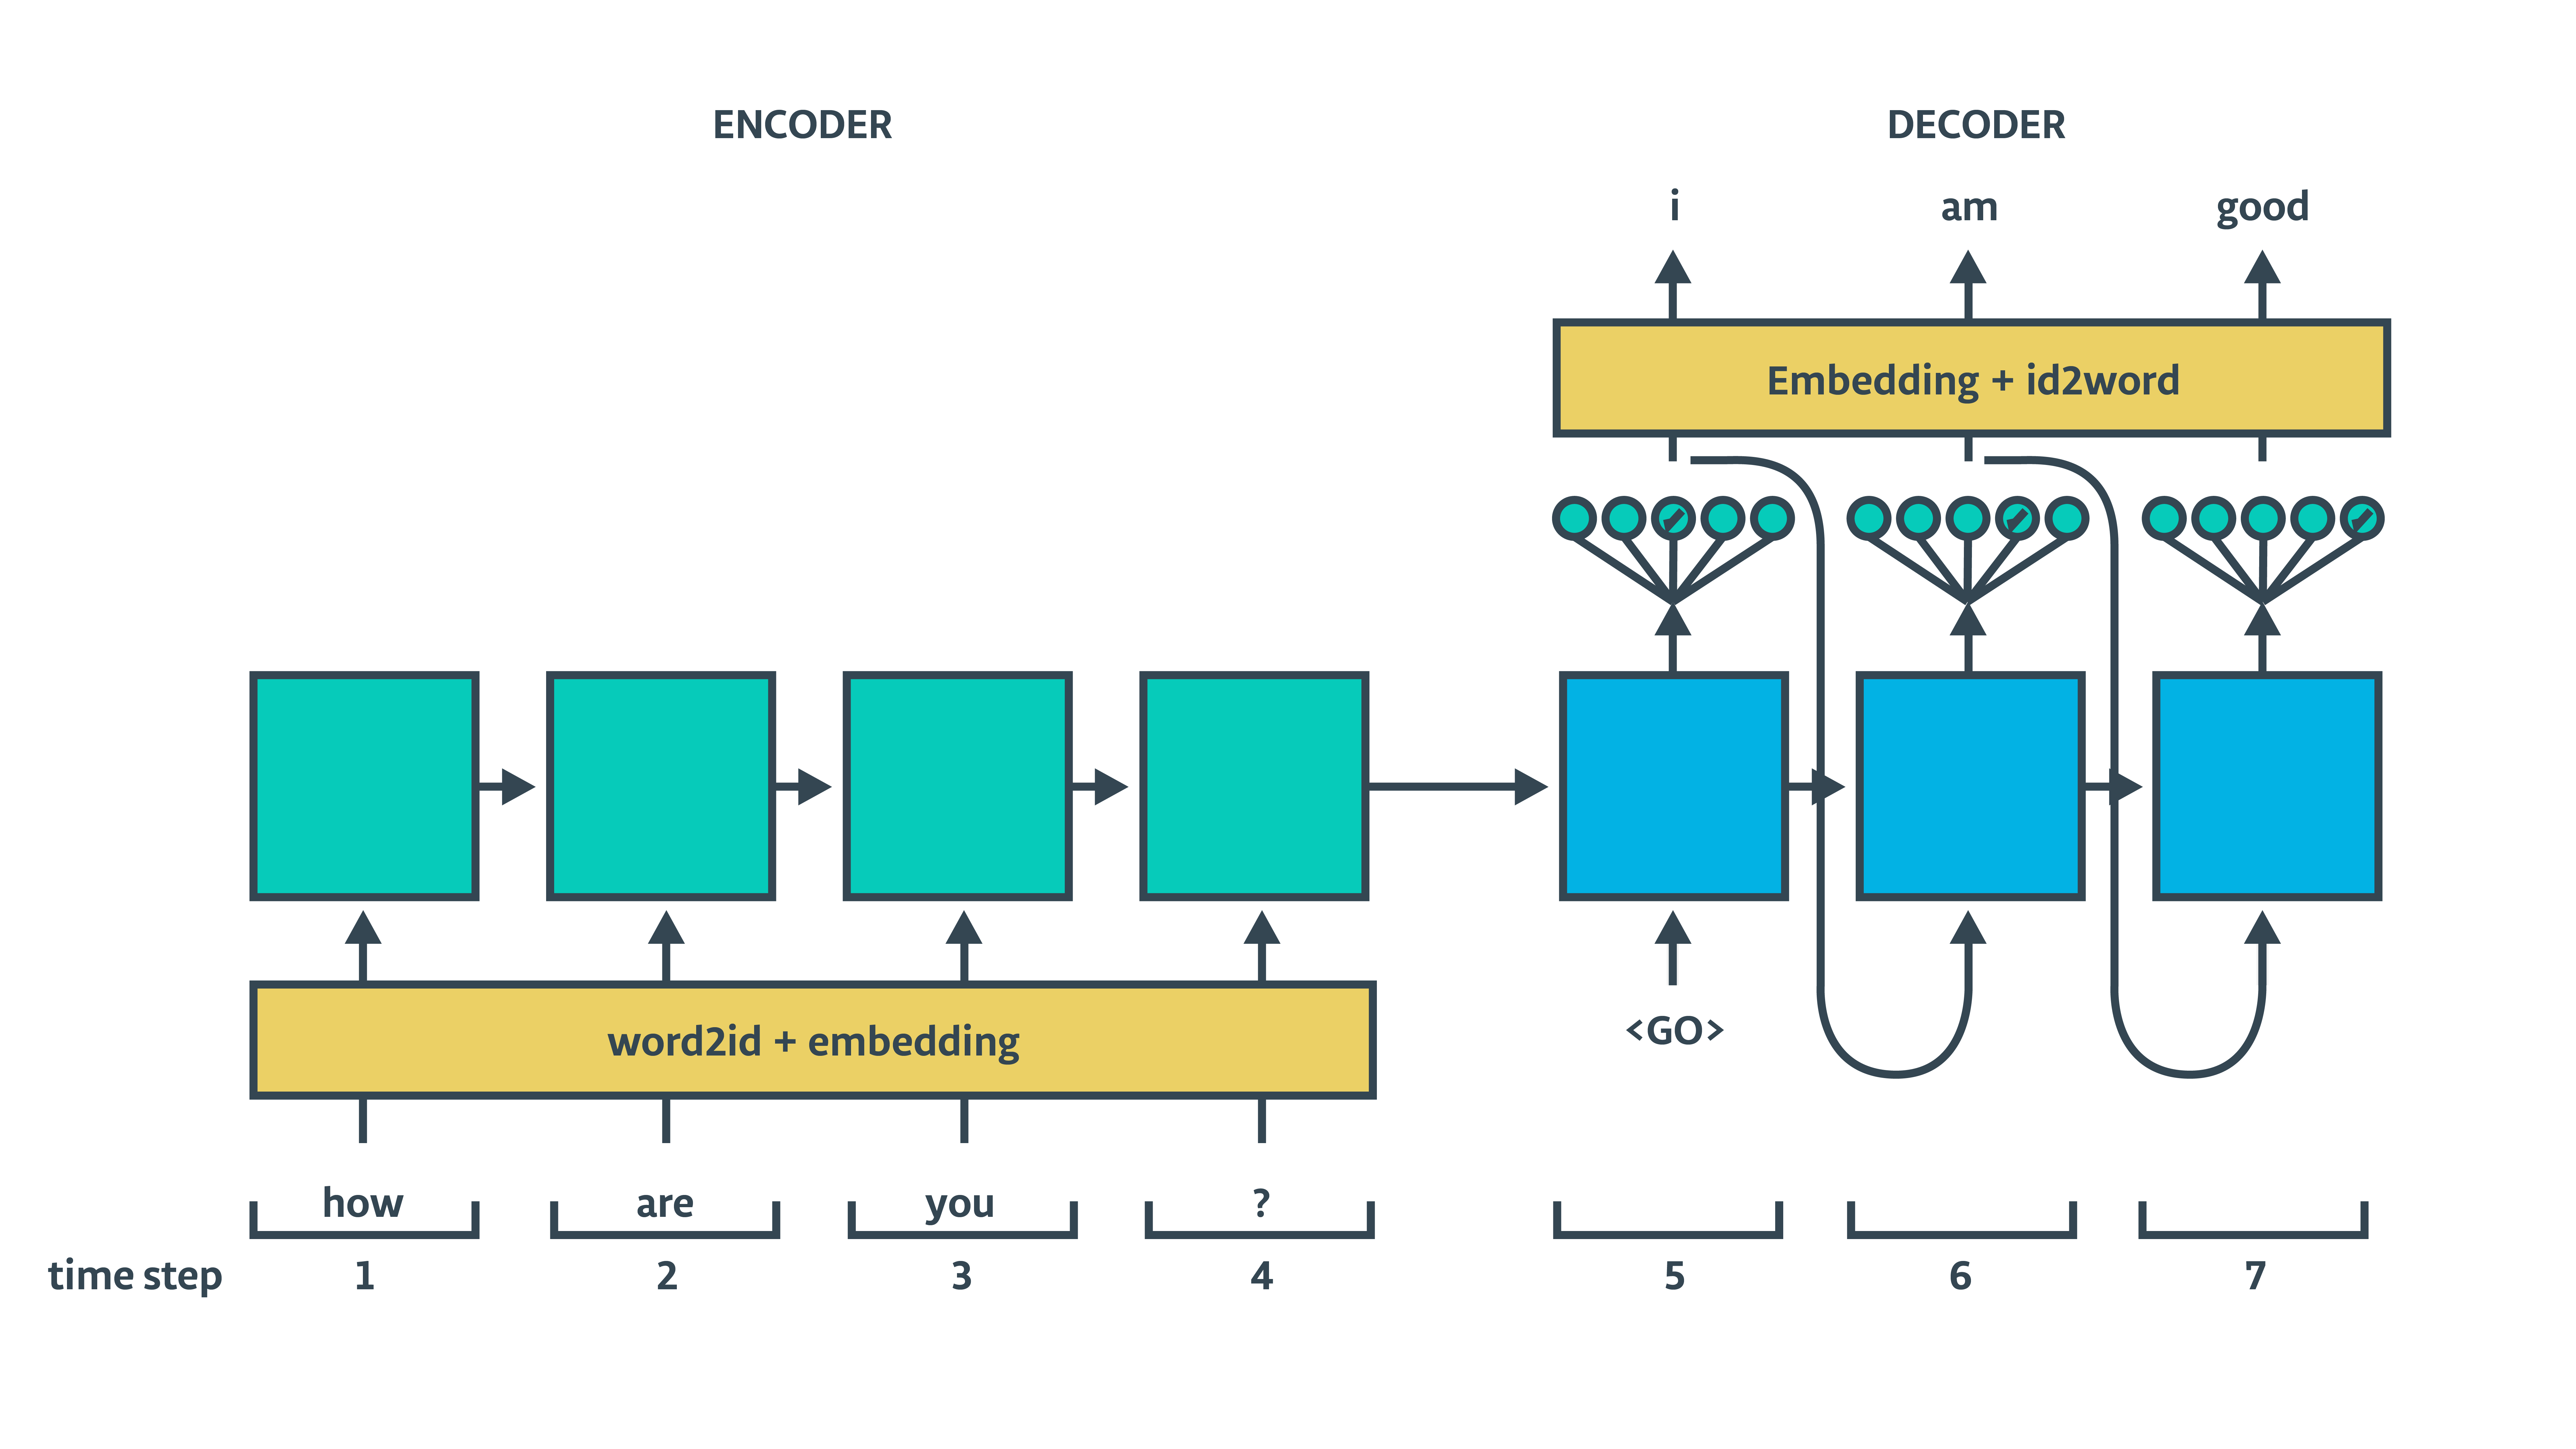 ENCODER
DECODER
i am good
Embedding + id2word
<GO>
word2id + embedding
how are you ?
time step 1 2 3 4 5 6 7